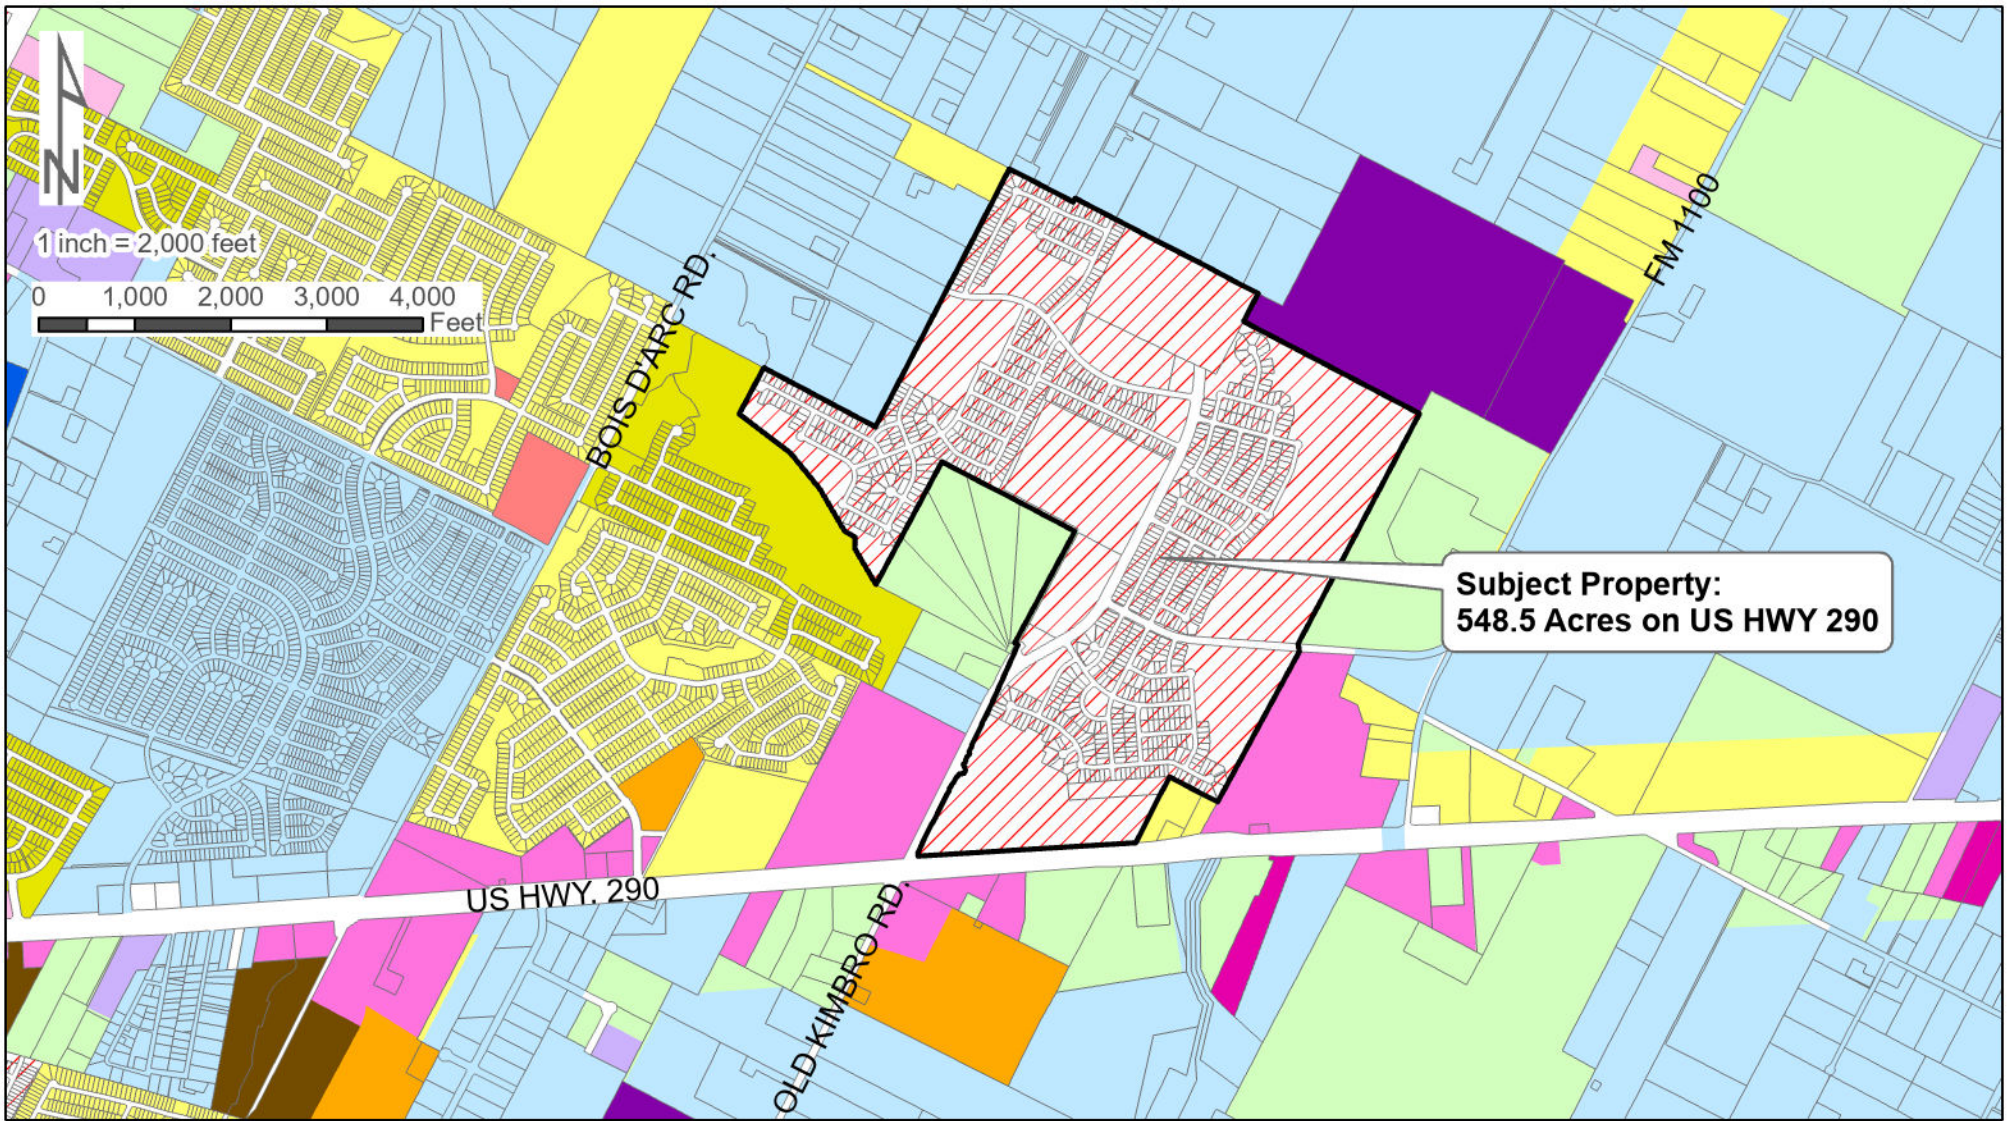 N
1 inch = 2,000 feet
0 1,000 2,000 3,000 4,000
Feet
BOIS D'ARC RD.
FM 1100
Subject Property:
548.5 Acres on US HWY 290
US HWY. 290
OLD KIMBRO RD.